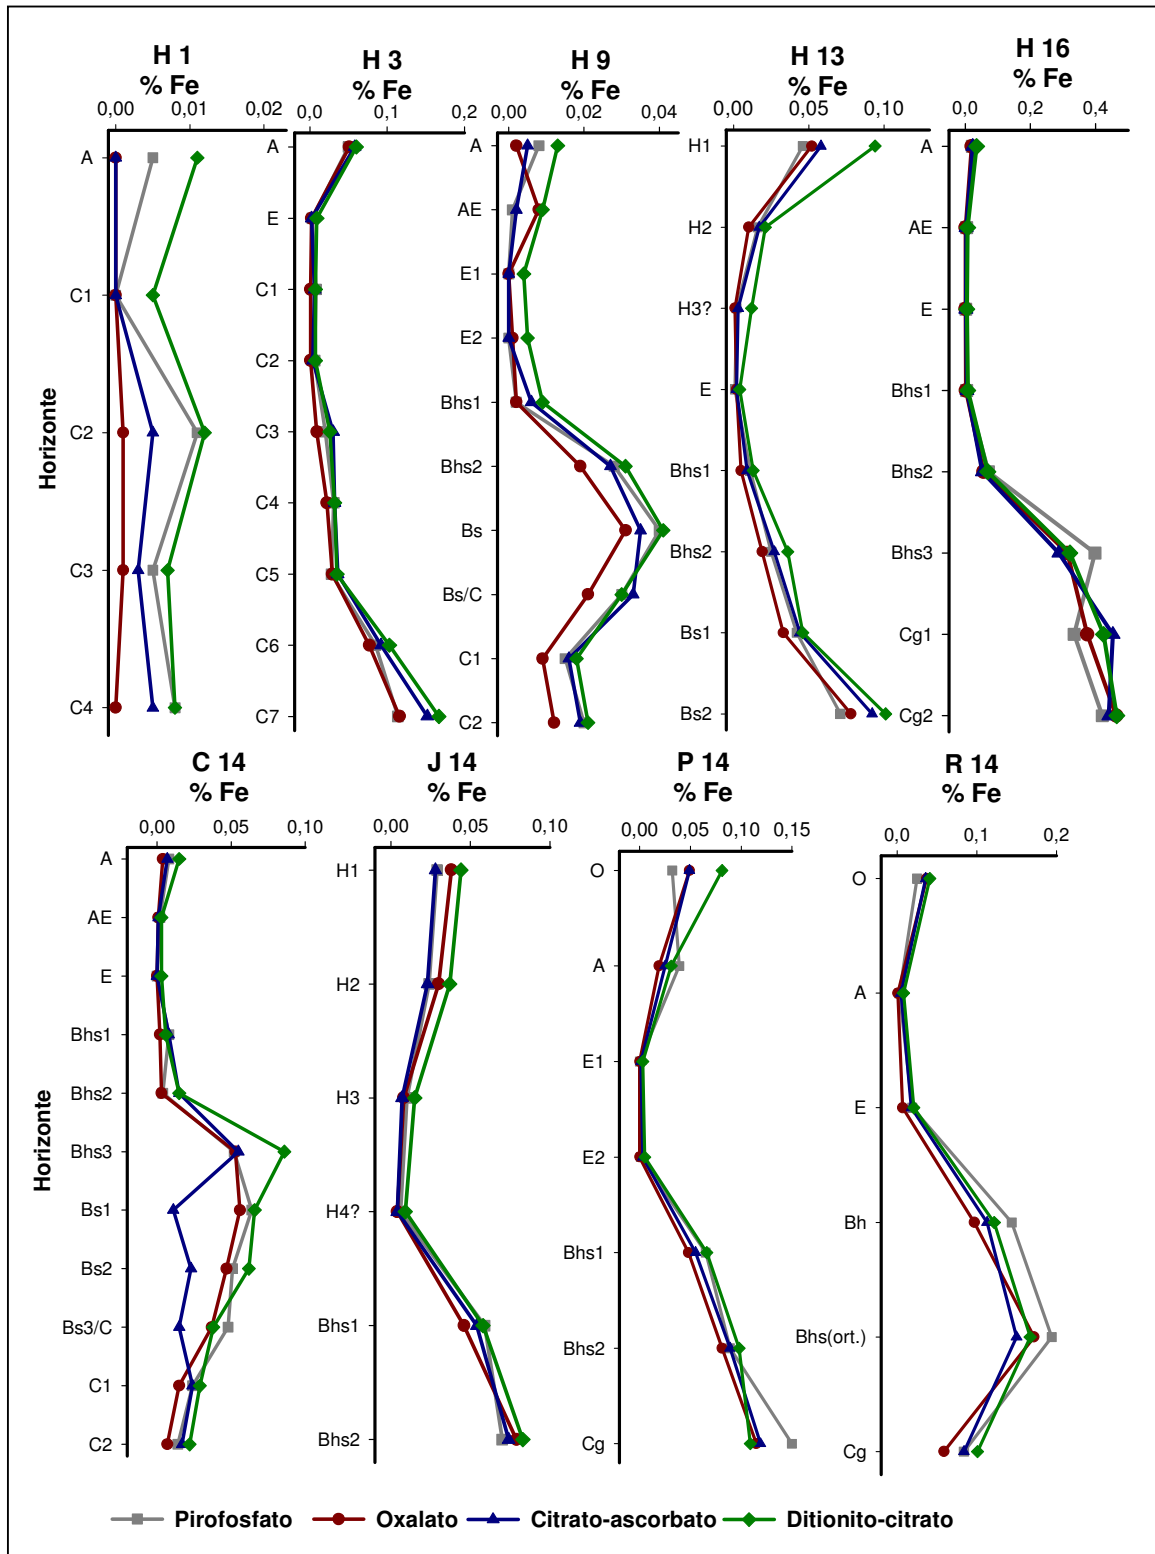 H 1
% Fe
0,00 0,01 0,02
A
C1
C2
C3
C4
Horizonte
H 3
% Fe
0,0 0,1 0,2
A
E
C1
C2
C3
C4
C5
C6
C7
H 9
% Fe
0,00 0,02 0,04
A
AE
E1
E2
Bhs1
Bhs2
Bs
Bs/C
C1
C2
H 13
% Fe
0,00 0,05 0,10
H1
H2
H3?
E
Bhs1
Bhs2
Bs1
Bs2
H 16
% Fe
0,0 0,2 0,4
A
AE
E
Bhs1
Bhs2
Bhs3
Cg1
Cg2
C 14
% Fe
0,00 0,05 0,10
A
AE
E
Bhs1
Bhs2
Bhs3
Bs1
Bs2
Bs3/C
C1
C2
Horizonte
J 14
% Fe
0,00 0,05 0,10
H1
H2
H3
H4?
Bhs1
Bhs2
P 14
% Fe
0,00 0,05 0,10 0,15
O
A
E1
E2
Bhs1
Bhs2
Cg
R 14
% Fe
0,0 0,1 0,2
O
A
E
Bh
Bhs(ort.)
Cg
Pirofosfato Oxalato Citrato-ascorbato Ditionito-citrato